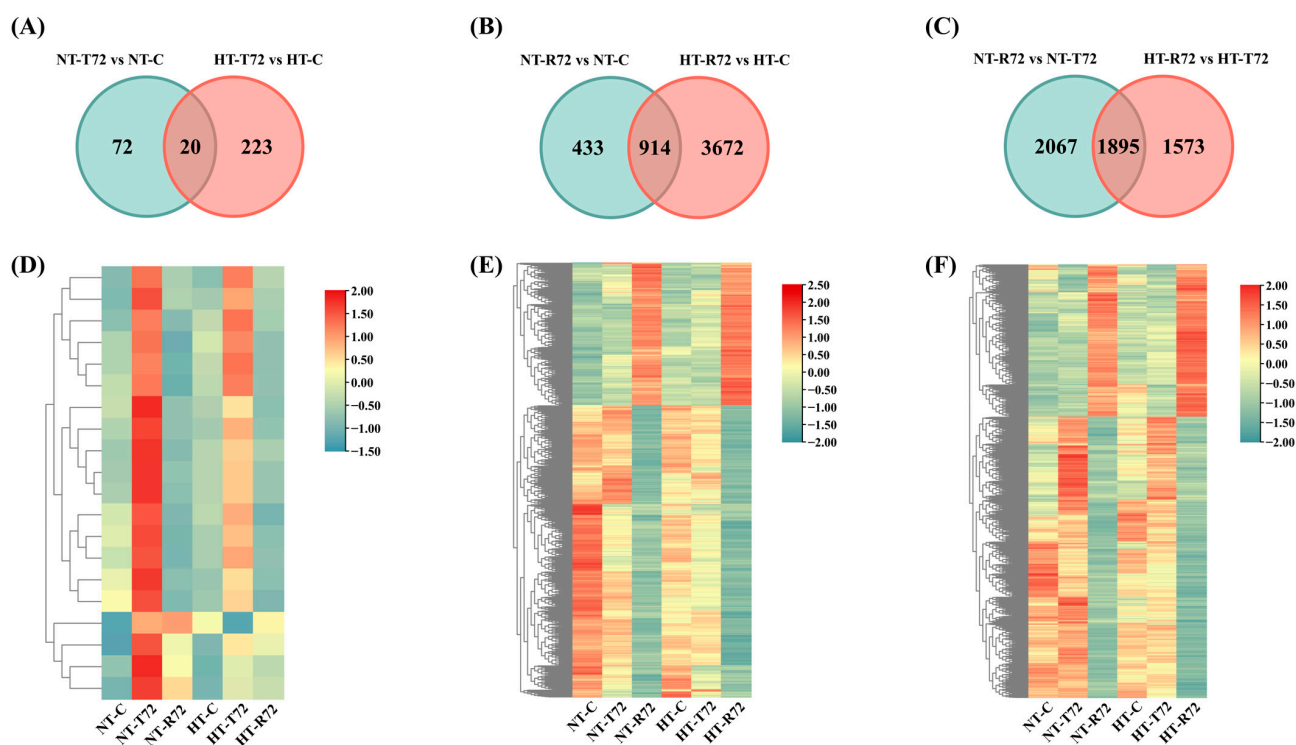 (A)
(B)
(C)
NT-T72 vs NT-C
HT-T72 vs HT-C
NT-R72 vs NT-C
HT-R72 vs HT-C
NT-R72 vs NT-T72
HT-R72 vs HT-T72
72
20
223
433
914
3672
2067
1895
1573
(D)
2.00
1.50
1.00
0.50
0.00
−0.50
−1.00
−1.50
NT-C
NT-T72
NT-R72
HT-C
HT-T72
HT-R72
(E)
2.50
2.00
1.50
1.00
0.50
0.00
−0.50
−1.00
−1.50
−2.00
NT-C
NT-T72
NT-R72
HT-C
HT-T72
HT-R72
(F)
2.00
1.50
1.00
0.50
0.00
−0.50
−1.00
−1.50
−2.00
NT-C
NT-T72
NT-R72
HT-C
HT-T72
HT-R72